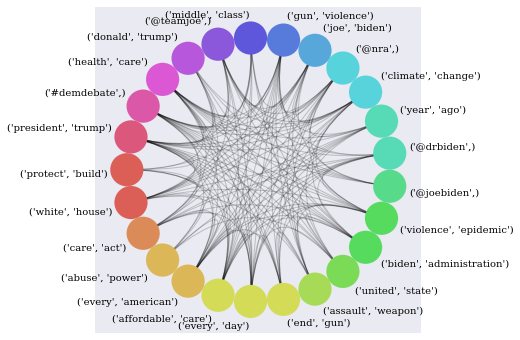 ('middle', 'class')
('gun', 'violence')
('@teamjoe',)
('joe', 'biden')
('donald', 'trump')
('@nra',)
('health', 'care')
('climate', 'change')
('#demdebate',)
('year', 'ago')
('president', 'trump')
('@drbiden',)
('protect', 'build')
('@joebiden',)
('white', 'house')
('violence', 'epidemic')
('care', 'act')
('biden', 'administration')
('abuse', 'power')
('united', 'state')
('every', 'american')
('assault', 'weapon')
('affordable', 'care')
('end', 'gun')
('every', 'day')